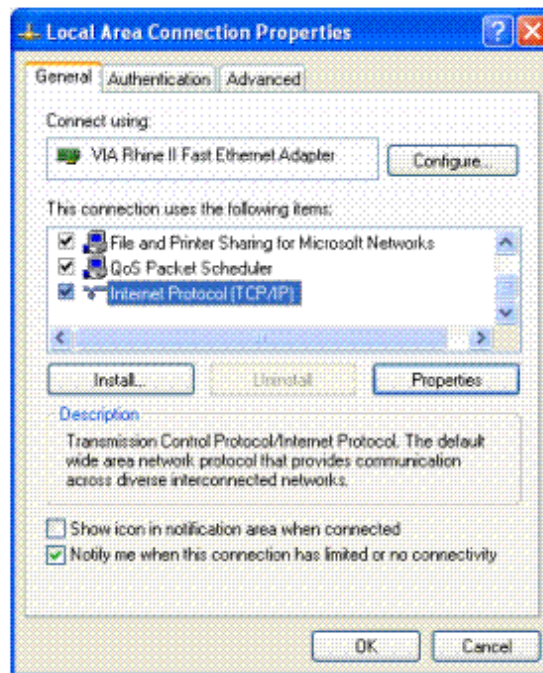 Local Area Connection Properties
General Authentication Advanced
Connect using:
VIA Rhine II Fast Ethernet Adapter
Configure...
This connection uses the following items:
File and Printer Sharing for Microsoft Networks
QoS Packet Scheduler
Internet Protocol (TCP/IP)
Install... Uninstall Properties
Description
Transmission Control Protocol/Internet Protocol. The default
wide area network protocol that provides communication
across diverse interconnected networks.
Show icon in notification area when connected
Notify me when this connection has limited or no connectivity
OK Cancel